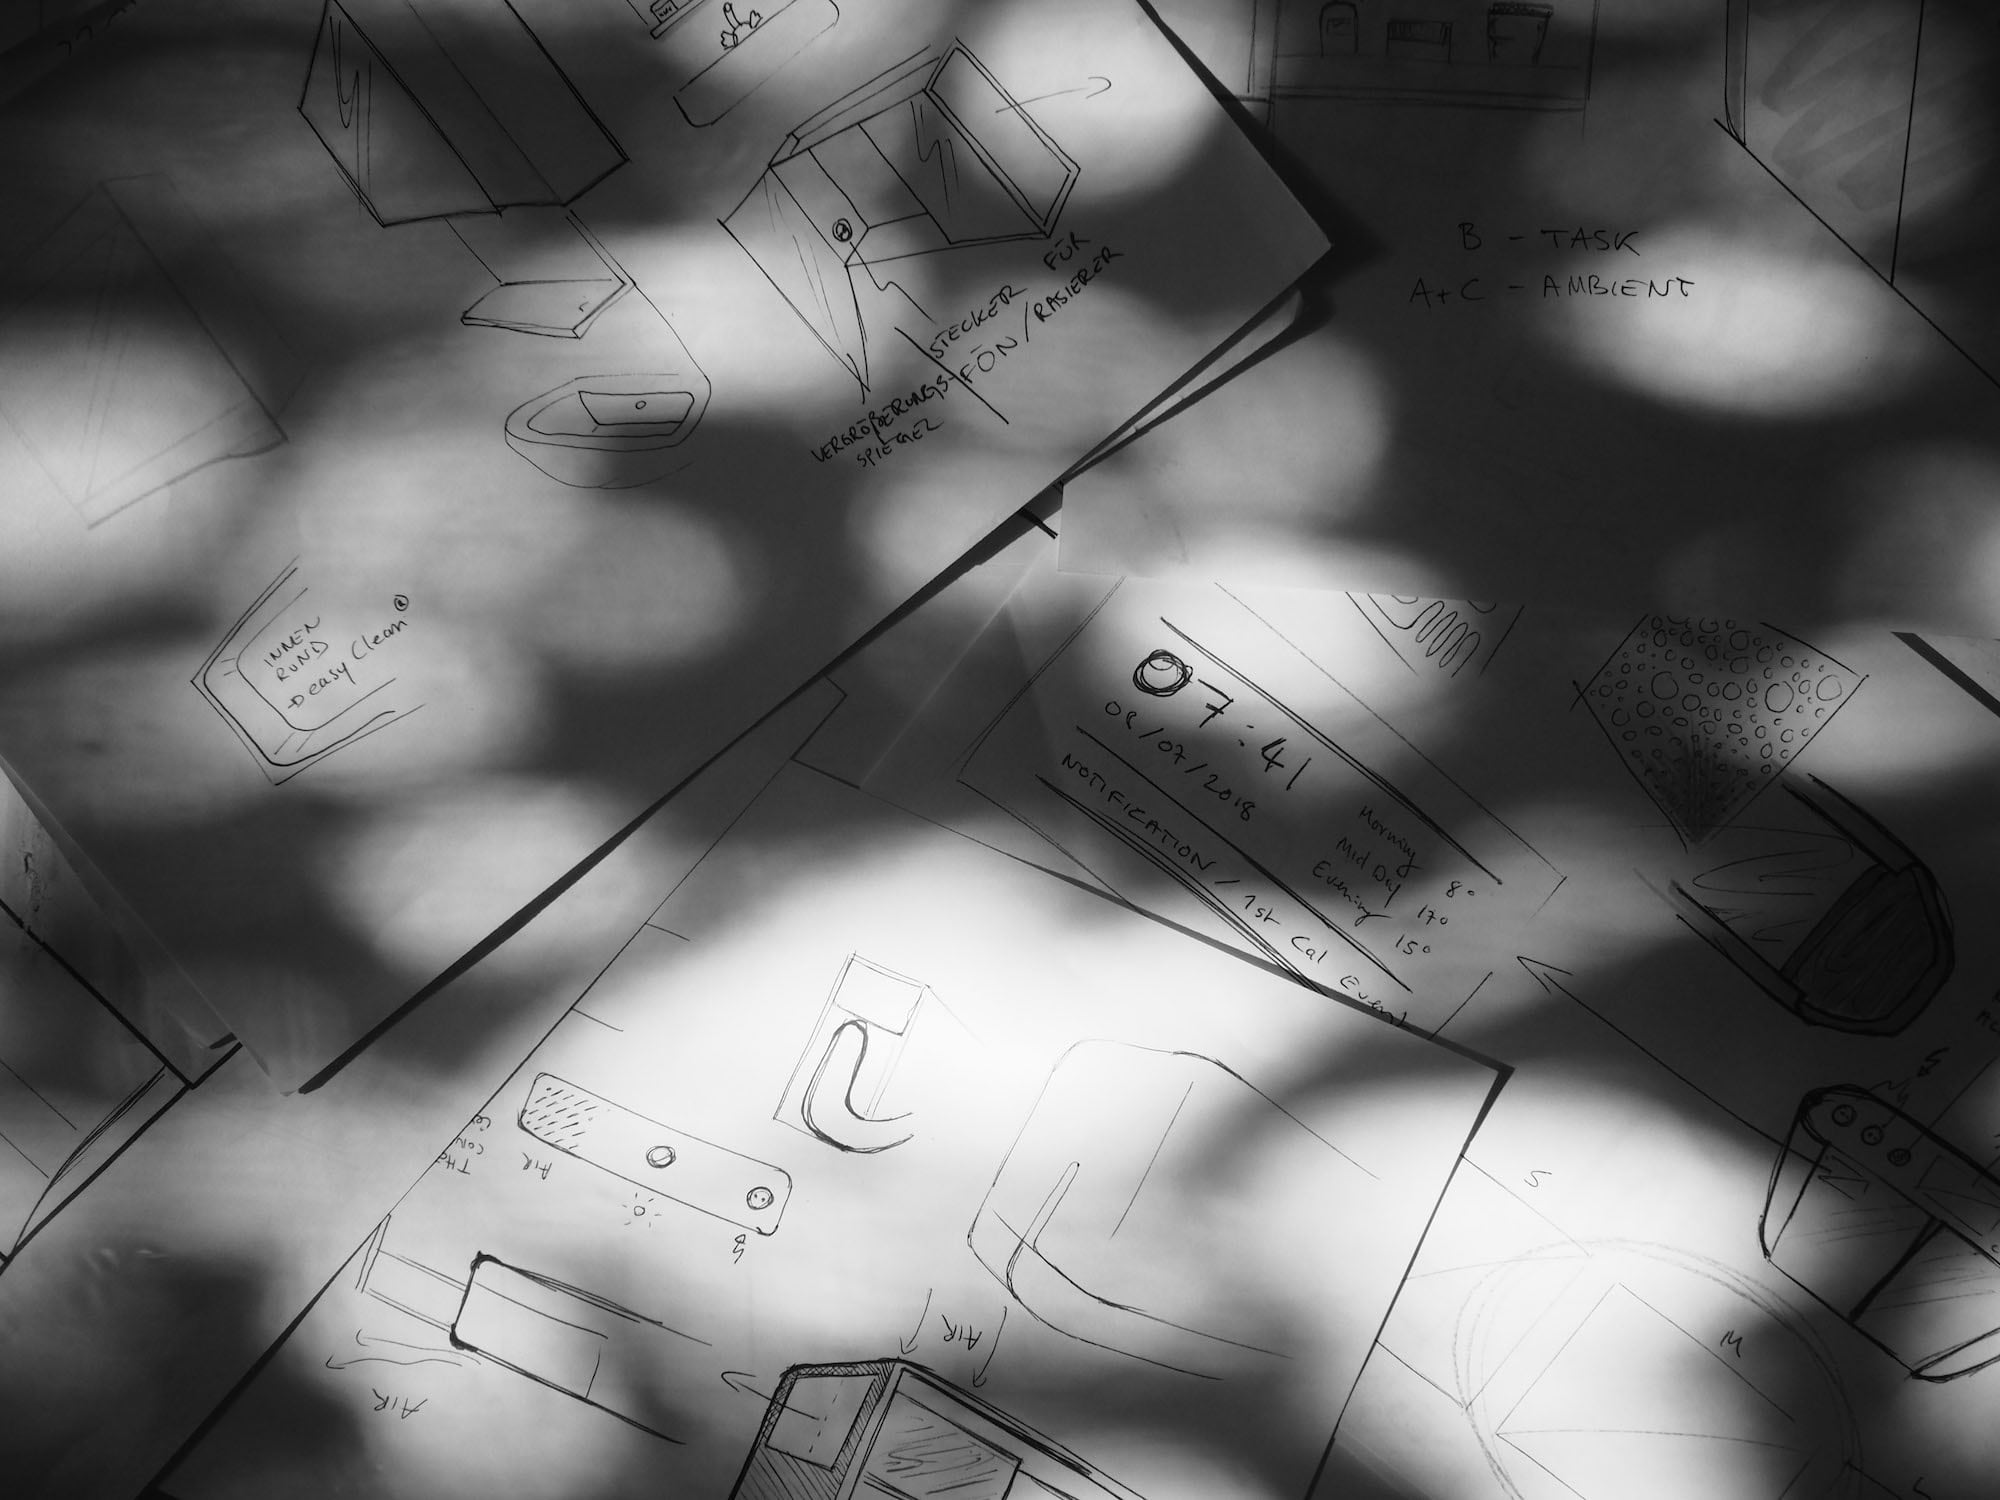 STECKER FÜR
FÖN/RASIERER
VERGRÖßERUNGS-
SPIEGEL
B - TASK
A+C - AMBIENT
INNEN
RUND
easy Clean ®
07:41
08/07/2018
Morning 8°
Mid Day 17°
Evening 15°
NOTIFICATION / 1st Cal Event
AIR
AIR
AIR
S
M